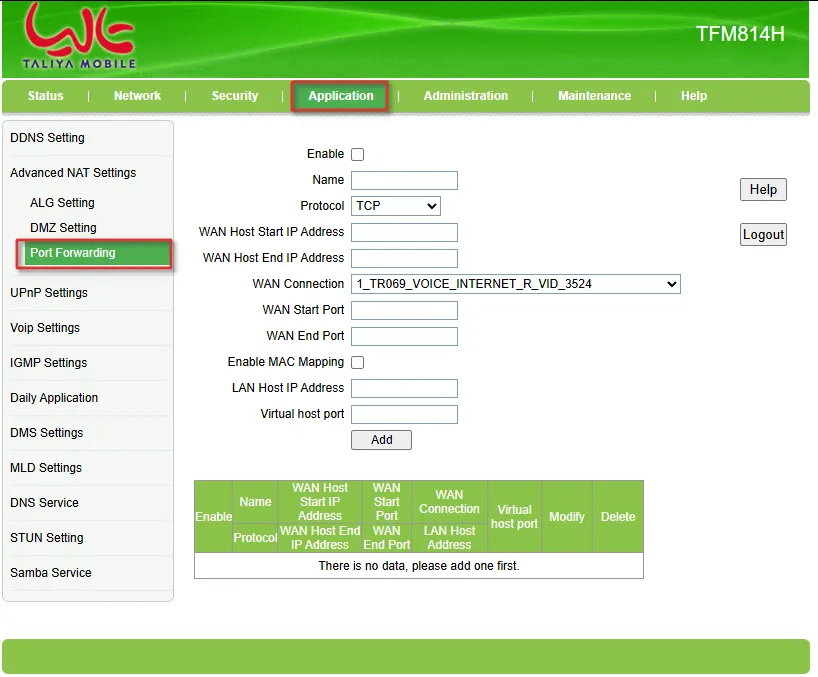 TALIYA MOBILE
TFM814H
Status | Network | Security | Application | Administration | Maintenance | Help
DDNS Setting
Advanced NAT Settings
ALG Setting
DMZ Setting
Port Forwarding
UPnP Settings
Voip Settings
IGMP Settings
Daily Application
DMS Settings
MLD Settings
DNS Service
STUN Setting
Samba Service
Enable
Name
Protocol TCP
WAN Host Start IP Address
WAN Host End IP Address
WAN Connection 1_TR069_VOICE_INTERNET_R_VID_3524
WAN Start Port
WAN End Port
Enable MAC Mapping
LAN Host IP Address
Virtual host port
Add
Help
Logout
Enable
Name
WAN Host
Start IP
Address
WAN
Start
Port
WAN
Connection
Virtual
host port
Modify
Delete
Protocol
WAN Host End
IP Address
WAN
End Port
LAN Host
Address
There is no data, please add one first.